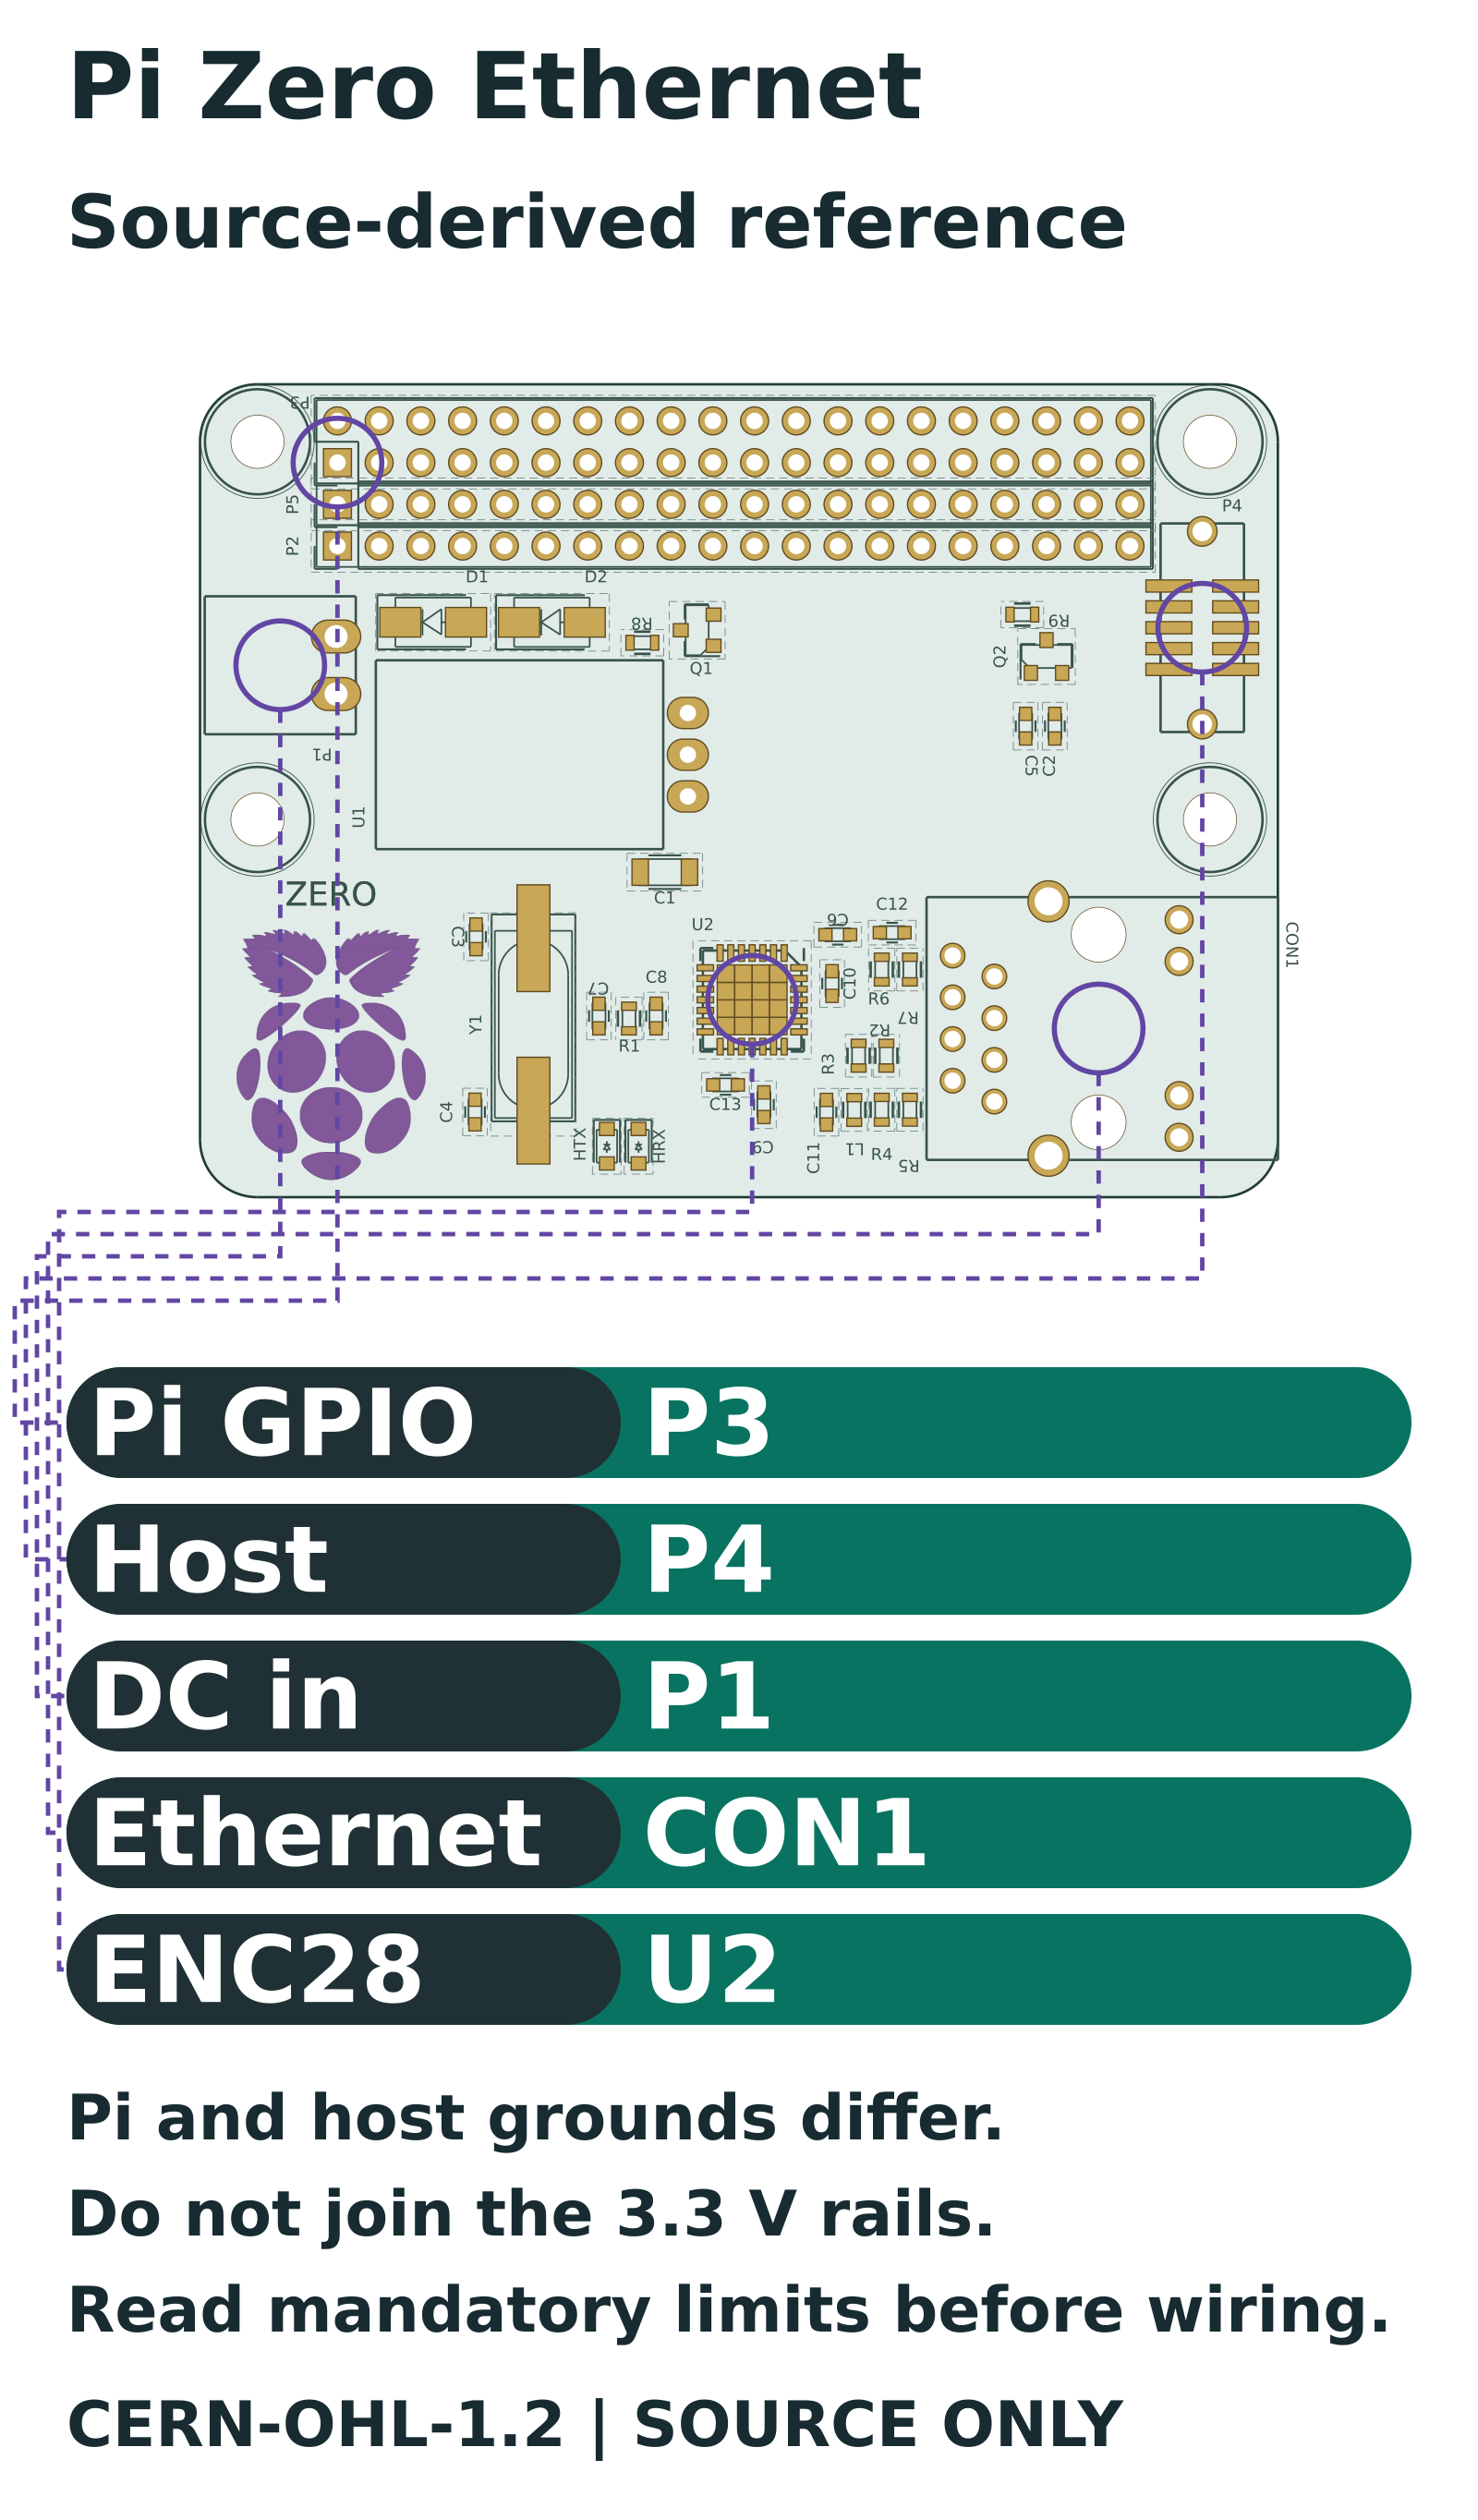 Pi Zero Ethernet
Source-derived reference
P3
P5
P4
P2
D1 D2
R8
R9
Q1
Q2
P1
C5 C2
U1
ZERO
C1
C3
U2
C6
C12
CON1
C7
C8
C10
R6
Y1
R1
R7
R2
R3
C4
C13
HTX
HRX
C9
C11
L1
R4
R5
Pi GPIO P3
Host P4
DC in P1
Ethernet CON1
ENC28 U2
Pi and host grounds differ.
Do not join the 3.3 V rails.
Read mandatory limits before wiring.
CERN-OHL-1.2 | SOURCE ONLY